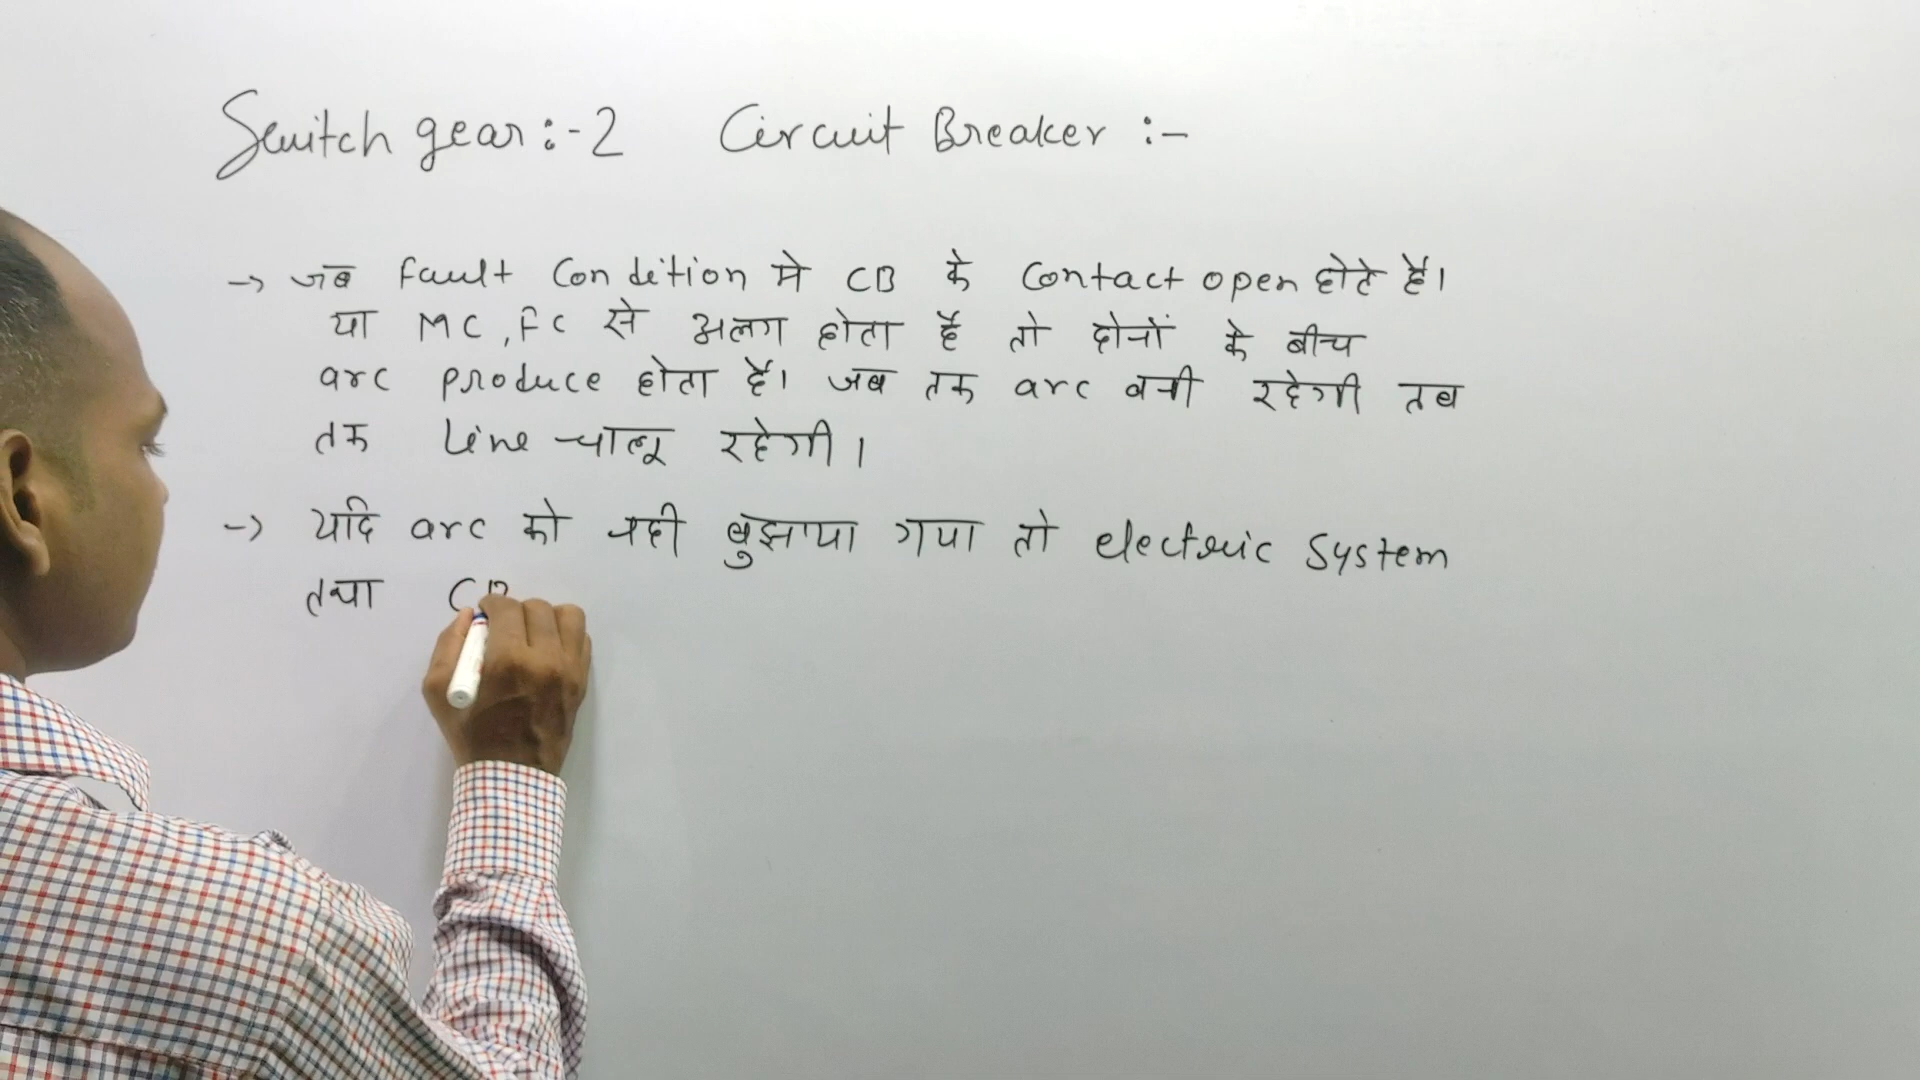 Switch gear :- 2 Circuit Breaker :-
→ जब fault Condition मे CB के Contact open होते हैं।
या MC, FC से अलग होता है तो दोनों के बीच
arc produce होता है। जब तक arc बनी रहेगी तब
तक line चालू रहेगी।
→ यदि arc को नही बुझाया गया तो electric System
तथा CB